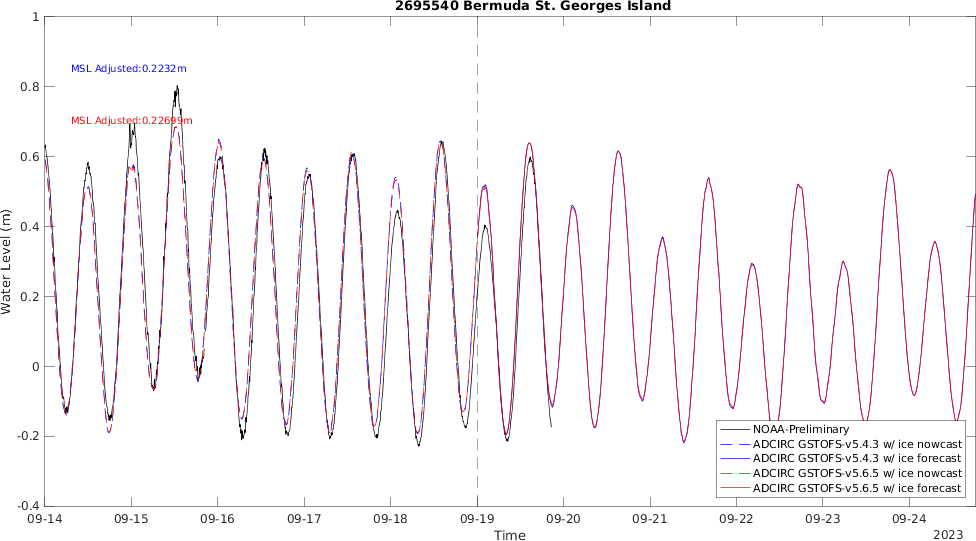 2695540 Bermuda St. Georges Island
1
0.8
0.6
0.4
0.2
0
-0.2
-0.4
Water Level (m)
MSL Adjusted:0.2232m
MSL Adjusted:0.22699m
NOAA-Preliminary
ADCIRC GSTOFS-v5.4.3 w/ ice nowcast
ADCIRC GSTOFS-v5.4.3 w/ ice forecast
ADCIRC GSTOFS-v5.6.5 w/ ice nowcast
ADCIRC GSTOFS-v5.6.5 w/ ice forecast
09-14 09-15 09-16 09-17 09-18 09-19 09-20 09-21 09-22 09-23 09-24
Time
2023